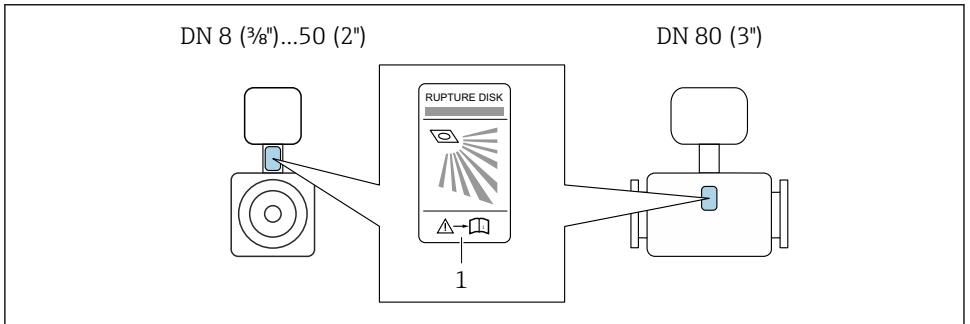 DN 8 (⅜")...50 (2")
DN 80 (3")
RUPTURE DISK
i
1